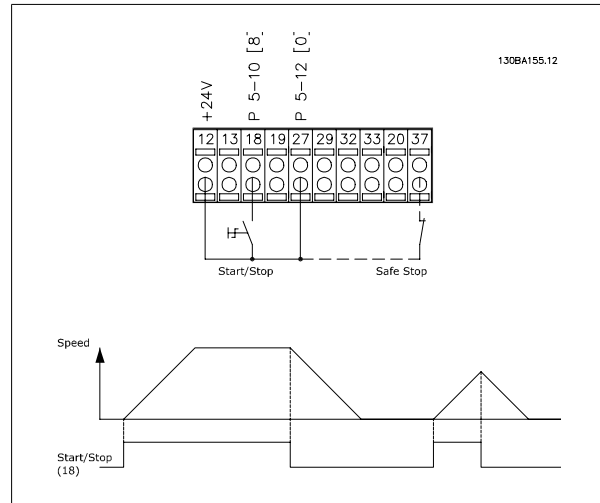 130BA155.12
+24V
P 5-10 [8]
P 5-12 [0]
12 13 18 19 27 29 32 33 20 37
Start/Stop
Safe Stop
Speed
Start/Stop
(18)